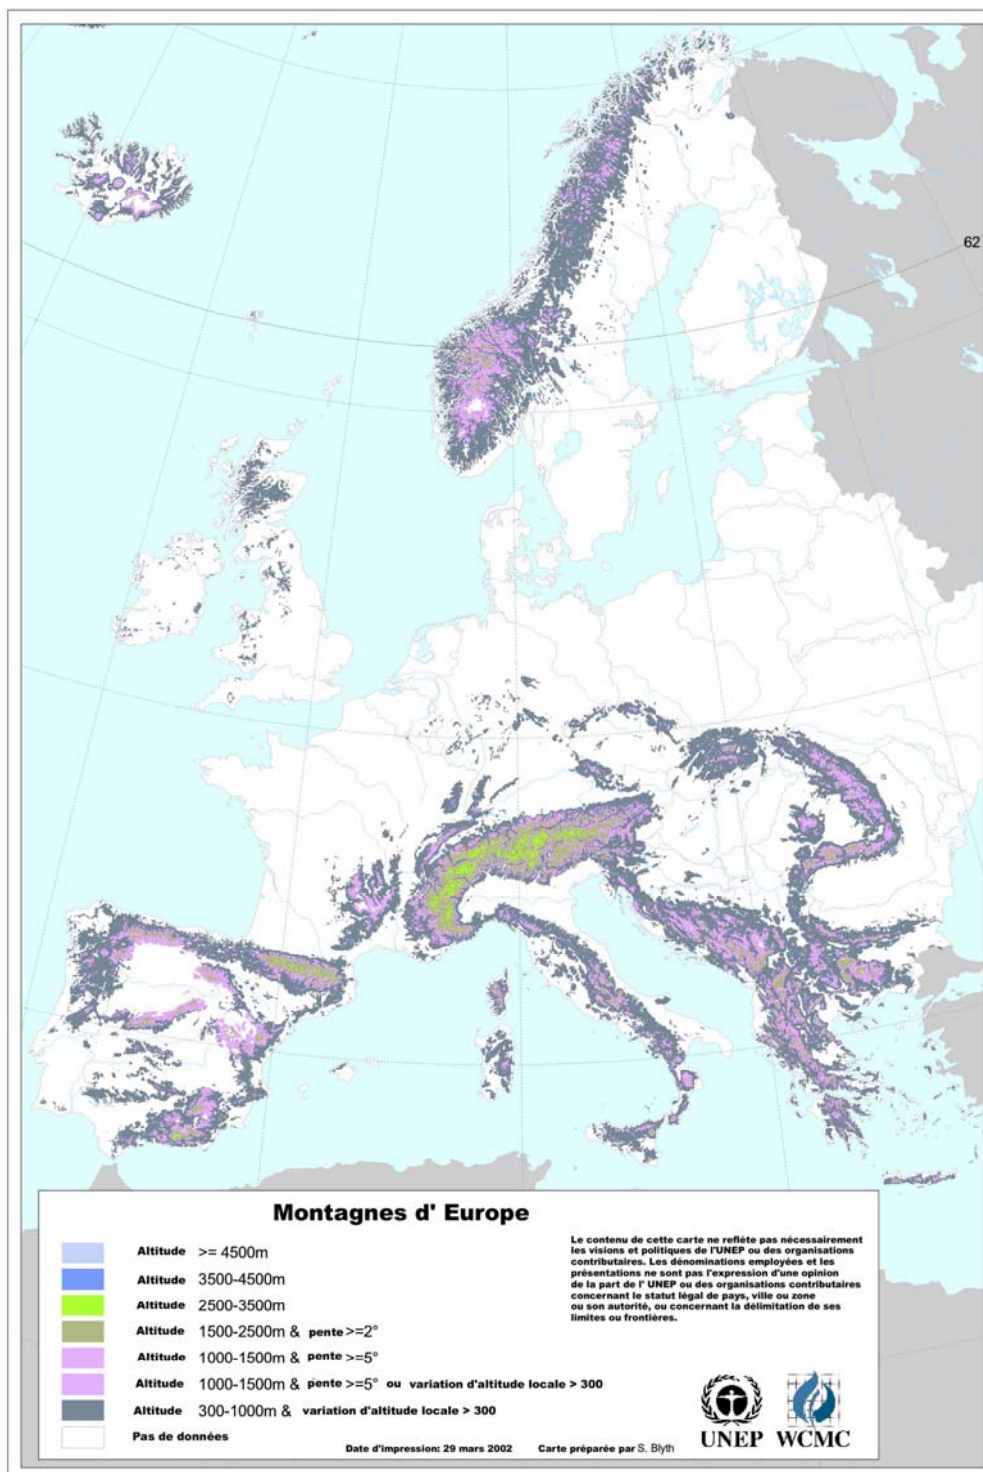 62
Montagnes d' Europe
Altitude >= 4500m
Altitude 3500-4500m
Altitude 2500-3500m
Altitude 1500-2500m & pente >=2°
Altitude 1000-1500m & pente >=5°
Altitude 1000-1500m & pente >=5° ou variation d'altitude locale > 300
Altitude 300-1000m & variation d'altitude locale > 300
Pas de données
Date d'impression: 29 mars 2002 Carte préparée par S. Blyth
Le contenu de cette carte ne reflète pas nécessairement
les visions et politiques de l'UNEP ou des organisations
contributaires. Les dénominations employées et les
présentations ne sont pas l'expression d'une opinion
de la part de l' UNEP ou des organisations contributaires
concernant le statut légal de pays, ville ou zone
ou son autorité, ou concernant la délimitation de ses
limites ou frontières.
UNEP WCMC